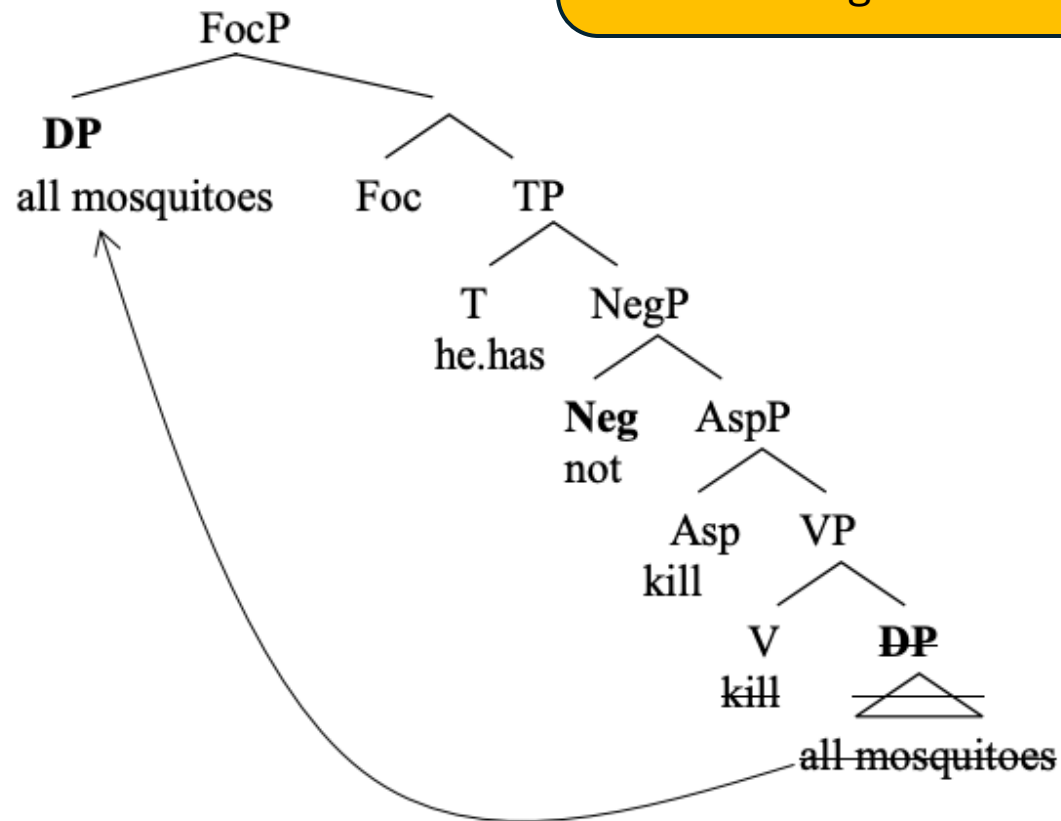 FocP
DP
all mosquitoes
Foc TP
T NegP
he.has
Neg AspP
not
Asp VP
kill
V DP
kill
all mosquitoes